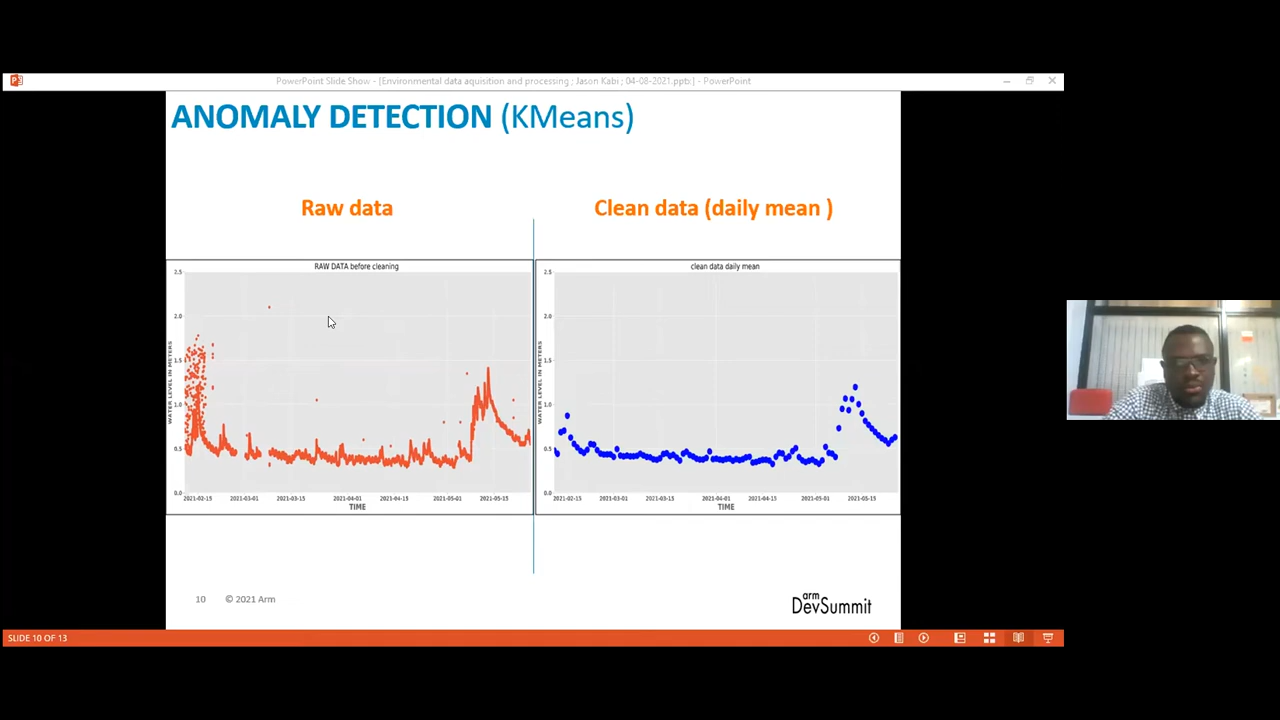 PowerPoint Slide Show - [Environmental data aquisition and processing ; Jason Kabi ; 04-08-2021.pptx] - PowerPoint
ANOMALY DETECTION (KMeans)
Raw data
Clean data (daily mean )
RAW DATA before cleaning
2.5
2.0
1.5
1.0
0.5
0.0
WATER LEVEL IN METERS
2021-02-15 2021-03-01 2021-03-15 2021-04-01 2021-04-15 2021-05-01 2021-05-15
TIME
clean data daily mean
2.5
2.0
1.5
1.0
0.5
0.0
WATER LEVEL IN METERS
2021-02-15 2021-03-01 2021-03-15 2021-04-01 2021-04-15 2021-05-01 2021-05-15
TIME
10 © 2021 Arm
arm
DevSummit
SLIDE 10 OF 13